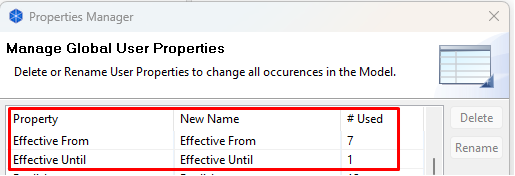 Properties Manager
Manage Global User Properties
Delete or Rename User Properties to change all occurences in the Model.
Property New Name # Used
Effective From Effective From 7
Effective Until Effective Until 1
Delete
Rename